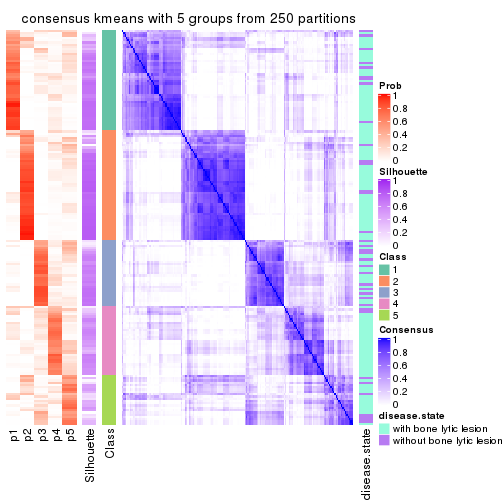 consensus kmeans with 5 groups from 250 partitions
Prob
1
0.8
0.6
0.4
0.2
0
Silhouette
1
0.8
0.6
0.4
0.2
0
Class
1
2
3
4
5
Consensus
1
0.8
0.6
0.4
0.2
0
disease.state
with bone lytic lesion
without bone lytic lesion
p1
p2
p3
p4
p5
Silhouette
Class
disease.state